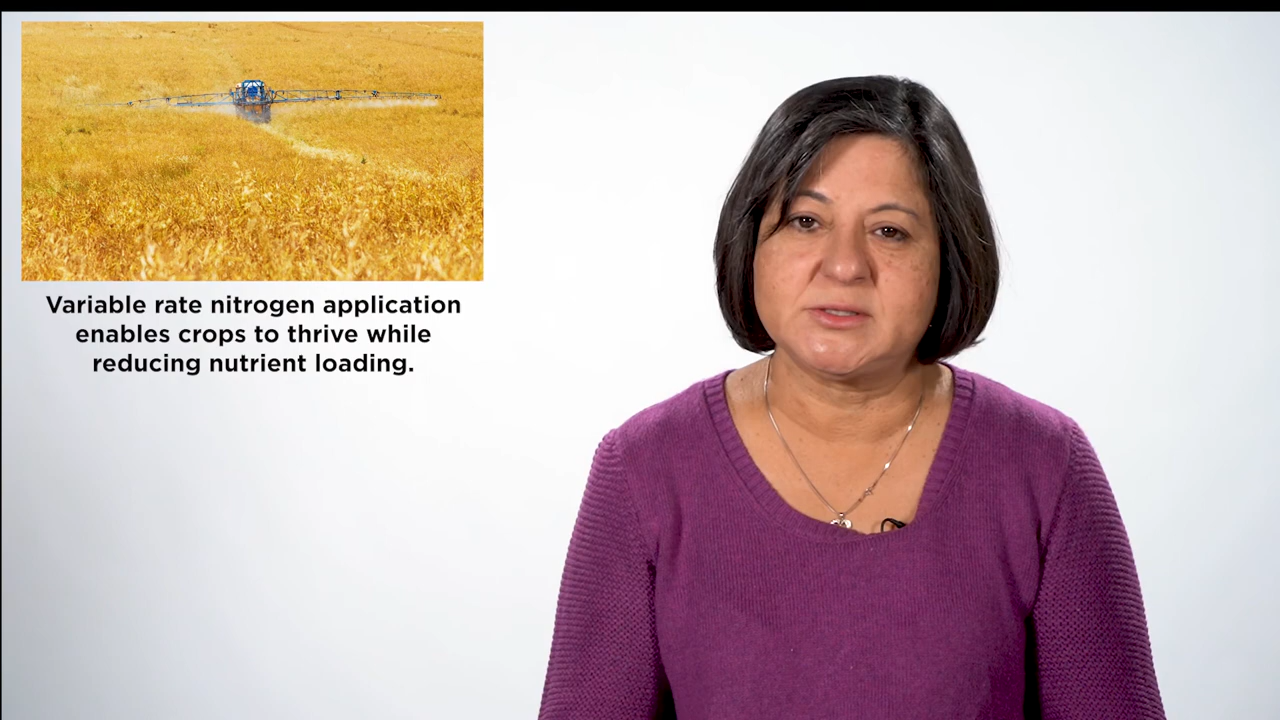 Variable rate nitrogen application
enables crops to thrive while
reducing nutrient loading.